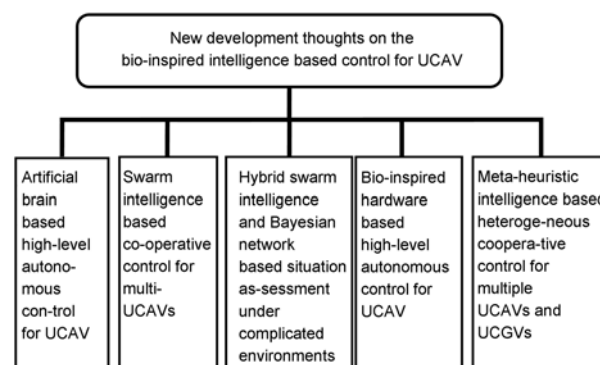 New development thoughts on the
bio-inspired intelligence based control for UCAV
Artificial
brain
based
high-level
autono-
mous
con-trol
for UCAV
Swarm
intelligence
based
co-operative
control for
multi-
UCAVs
Hybrid swarm
intelligence
and Bayesian
network
based situation
as-sessment
under
complicated
environments
Bio-inspired
hardware
based
high-level
autonomous
control for
UCAV
Meta-heuristic
intelligence based
heteroge-neous
coopera-tive
control for
multiple
UCAVs and
UCGVs